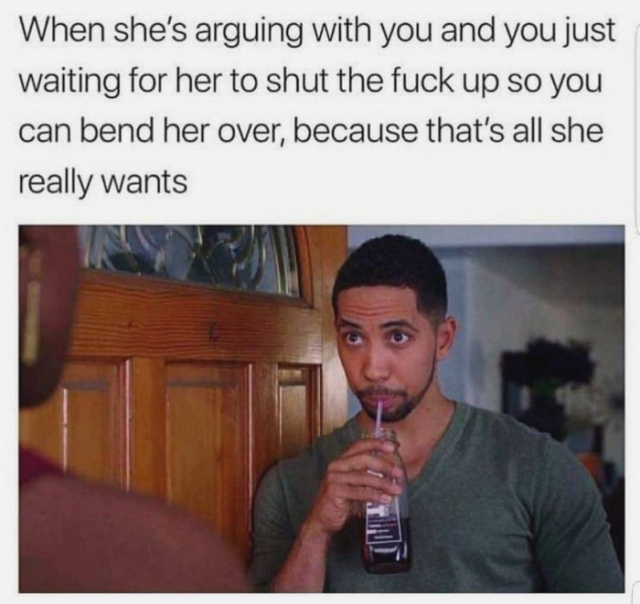 When she's arguing with you and you just
waiting for her to shut the fuck up so you
can bend her over, because that's all she
really wants